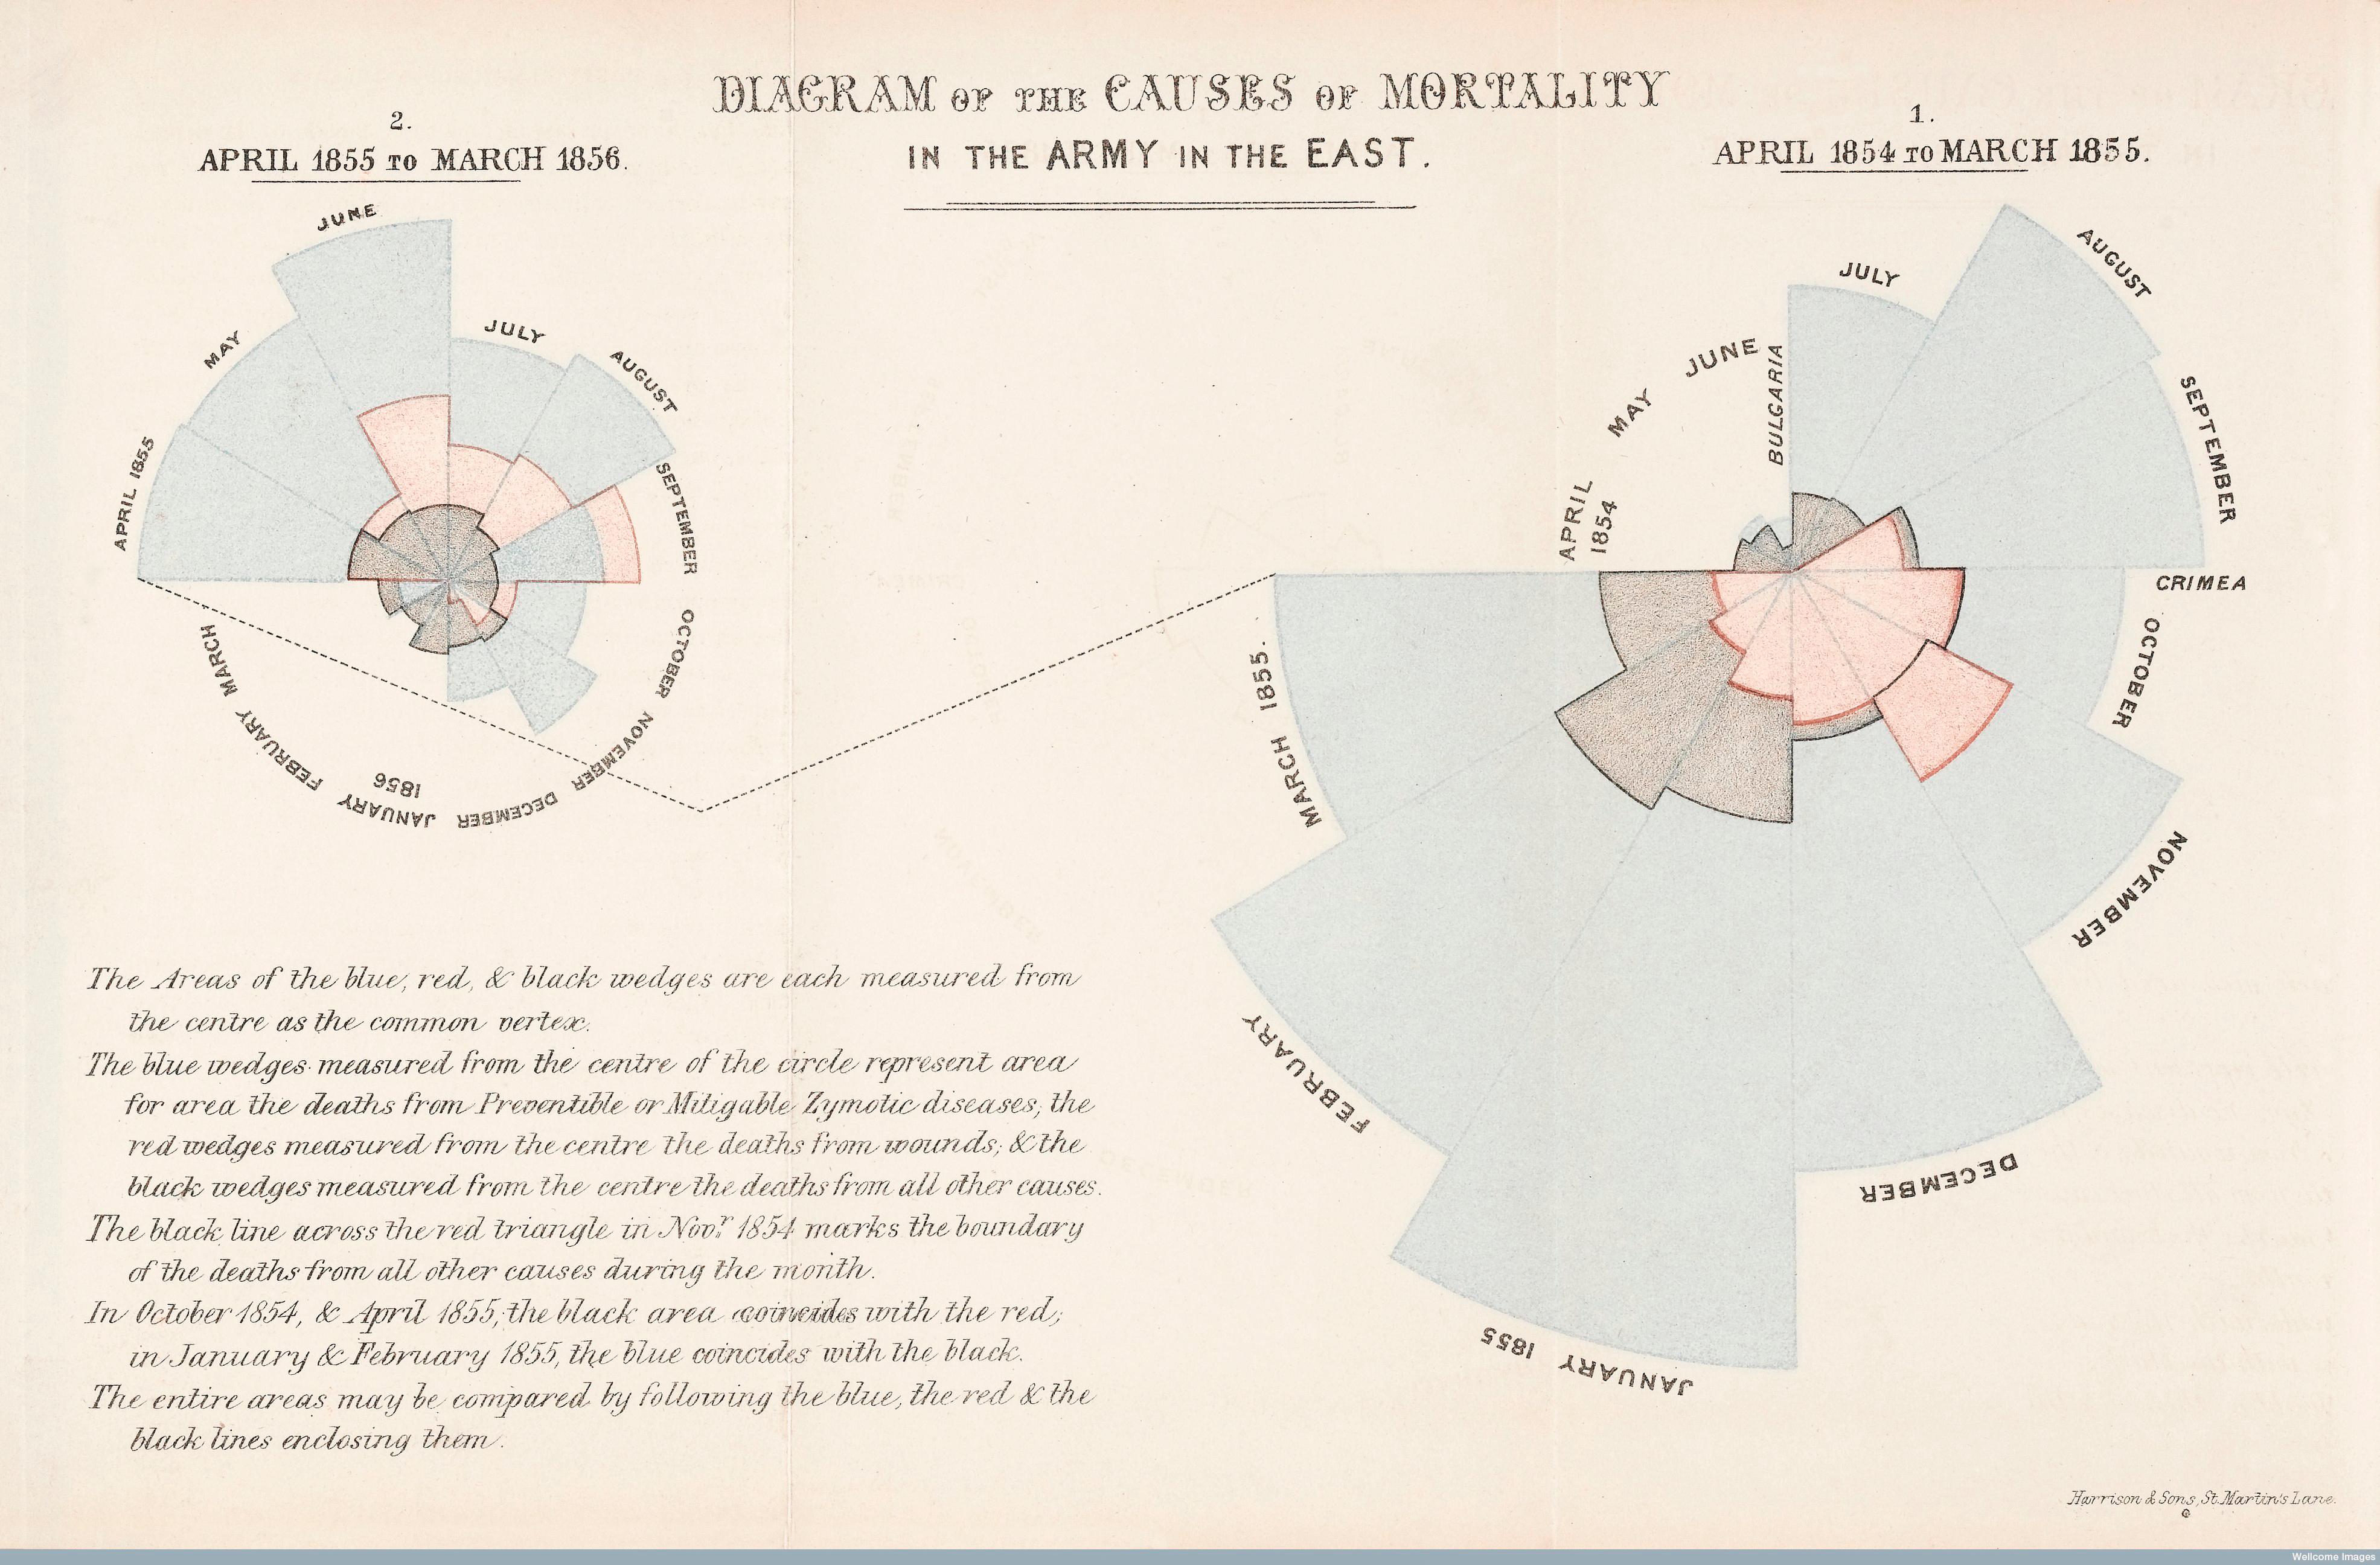 DIAGRAM OF THE CAUSES OF MORTALITY
IN THE ARMY IN THE EAST.
2.
APRIL 1855 TO MARCH 1856.
1.
APRIL 1854 TO MARCH 1855.
APRIL 1855
MAY
JUNE
JULY
AUGUST
SEPTEMBER
OCTOBER
NOVEMBER
DECEMBER
JANUARY
1856
FEBRUARY
MARCH
APRIL
1854
MAY
JUNE
BULGARIA
JULY
AUGUST
SEPTEMBER
CRIMEA
OCTOBER
NOVEMBER
DECEMBER
JANUARY 1855
FEBRUARY
MARCH 1855.
The Areas of the blue, red, & black wedges are each measured from
the centre as the common vertex.
The blue wedges measured from the centre of the circle represent area
for area the deaths from Preventible or Mitigable Zymotic diseases; the
red wedges measured from the centre the deaths from wounds; & the
black wedges measured from the centre the deaths from all other causes.
The black line across the red triangle in Novr. 1854 marks the boundary
of the deaths from all other causes during the month.
In October 1854, & April 1855; the black area coincides with the red;
in January & February 1855, the blue coincides with the black.
The entire areas may be compared by following the blue, the red & the
black lines enclosing them.
Harrison & Sons, St. Martin's Lane.
Wellcome Images